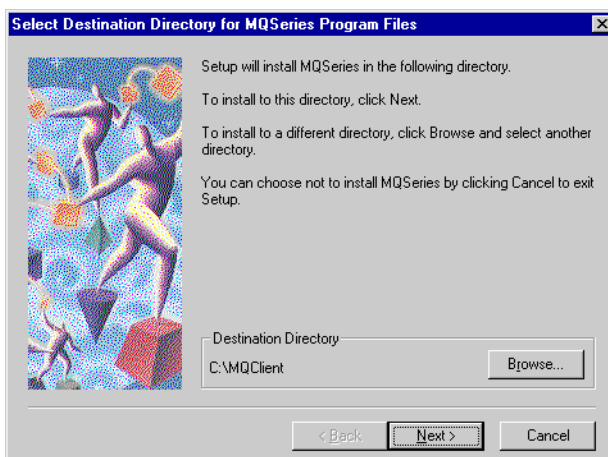 Select Destination Directory for MQSeries Program Files
Setup will install MQSeries in the following directory.
To install to this directory, click Next.
To install to a different directory, click Browse and select another
directory.
You can choose not to install MQSeries by clicking Cancel to exit
Setup.
Destination Directory
C:\MQClient
Browse...
< Back
Next >
Cancel